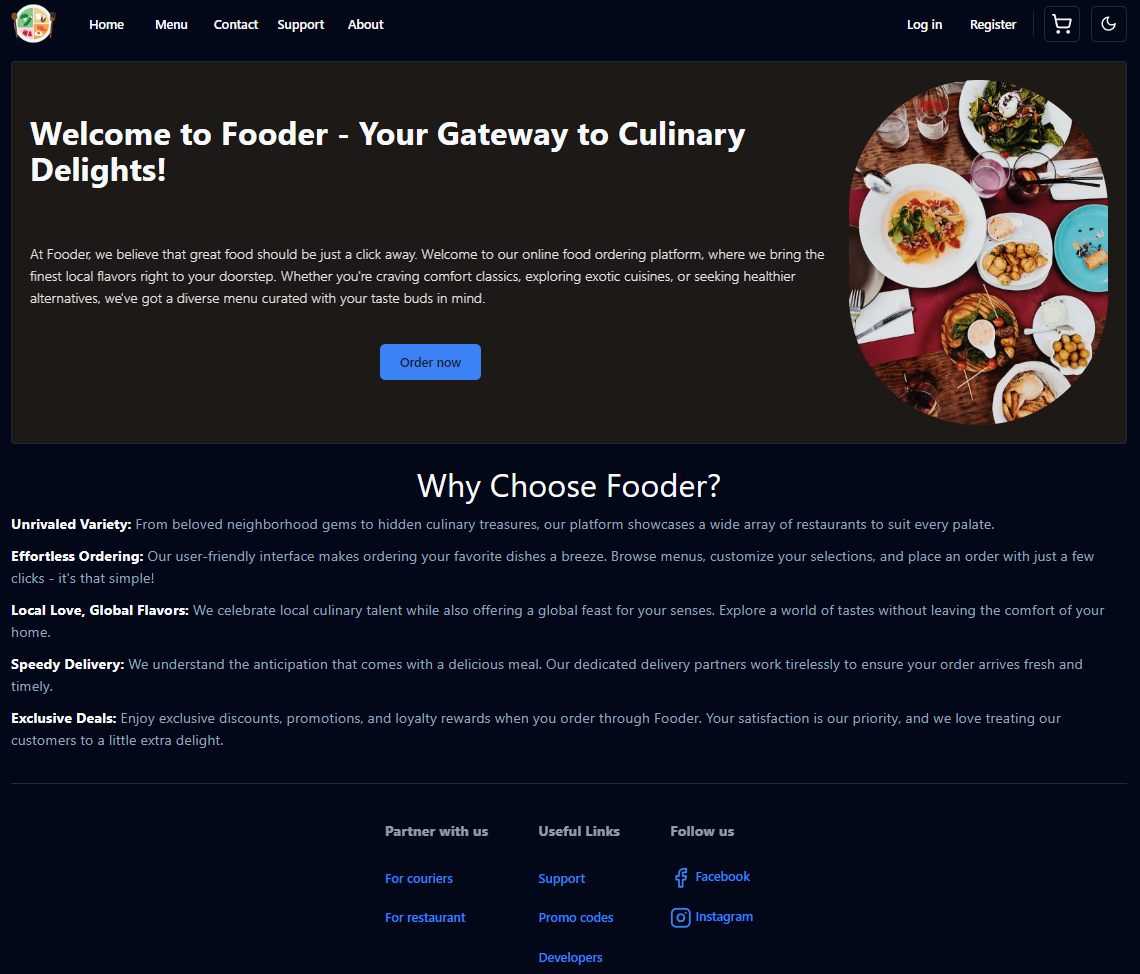 Home Menu Contact Support About Log in Register
Welcome to Fooder - Your Gateway to Culinary
Delights!
At Fooder, we believe that great food should be just a click away. Welcome to our online food ordering platform, where we bring the
finest local flavors right to your doorstep. Whether you're craving comfort classics, exploring exotic cuisines, or seeking healthier
alternatives, we've got a diverse menu curated with your taste buds in mind.
Order now
Why Choose Fooder?
Unrivaled Variety: From beloved neighborhood gems to hidden culinary treasures, our platform showcases a wide array of restaurants to suit every palate.
Effortless Ordering: Our user-friendly interface makes ordering your favorite dishes a breeze. Browse menus, customize your selections, and place an order with just a few
clicks - it's that simple!
Local Love, Global Flavors: We celebrate local culinary talent while also offering a global feast for your senses. Explore a world of tastes without leaving the comfort of your
home.
Speedy Delivery: We understand the anticipation that comes with a delicious meal. Our dedicated delivery partners work tirelessly to ensure your order arrives fresh and
timely.
Exclusive Deals: Enjoy exclusive discounts, promotions, and loyalty rewards when you order through Fooder. Your satisfaction is our priority, and we love treating our
customers to a little extra delight.
Partner with us
For couriers
For restaurant
Useful Links
Support
Promo codes
Developers
Follow us
Facebook
Instagram